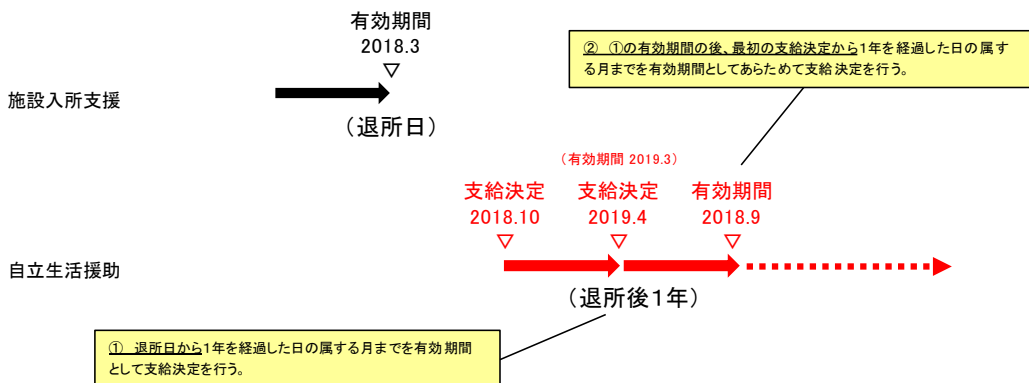 有効期間
2018.3
▽
② ①の有効期間の後、最初の支給決定から1年を経過した日の属す
る月までを有効期間としてあらためて支給決定を行う。
施設入所支援
（退所日）
（有効期間 2019.3）
支給決定 支給決定 有効期間
2018.10 2019.4 2018.9
▽ ▽ ▽
自立生活援助
（退所後１年）
① 退所日から1年を経過した日の属する月までを有効期間
として支給決定を行う。